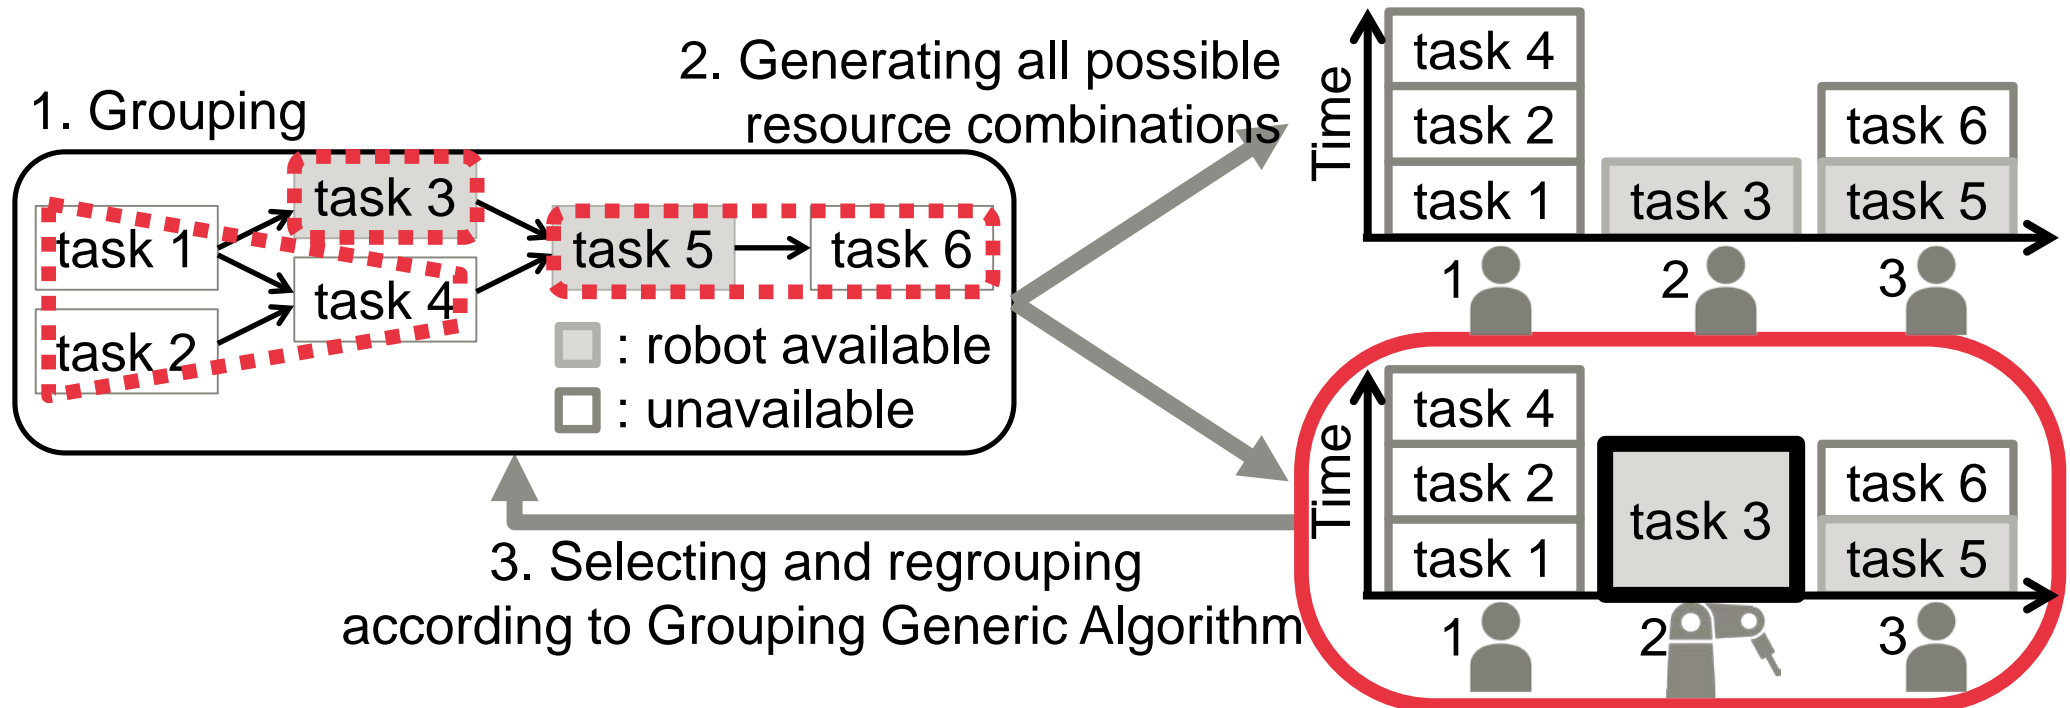 1. Grouping
task 1
task 2
task 3
task 4
task 5
task 6
: robot available
: unavailable
2. Generating all possible
resource combinations
Time
task 4
task 2
task 1
task 3
task 6
task 5
1
2
3
3. Selecting and regrouping
according to Grouping Generic Algorithm
Time
task 4
task 2
task 1
task 3
task 6
task 5
1
2
3